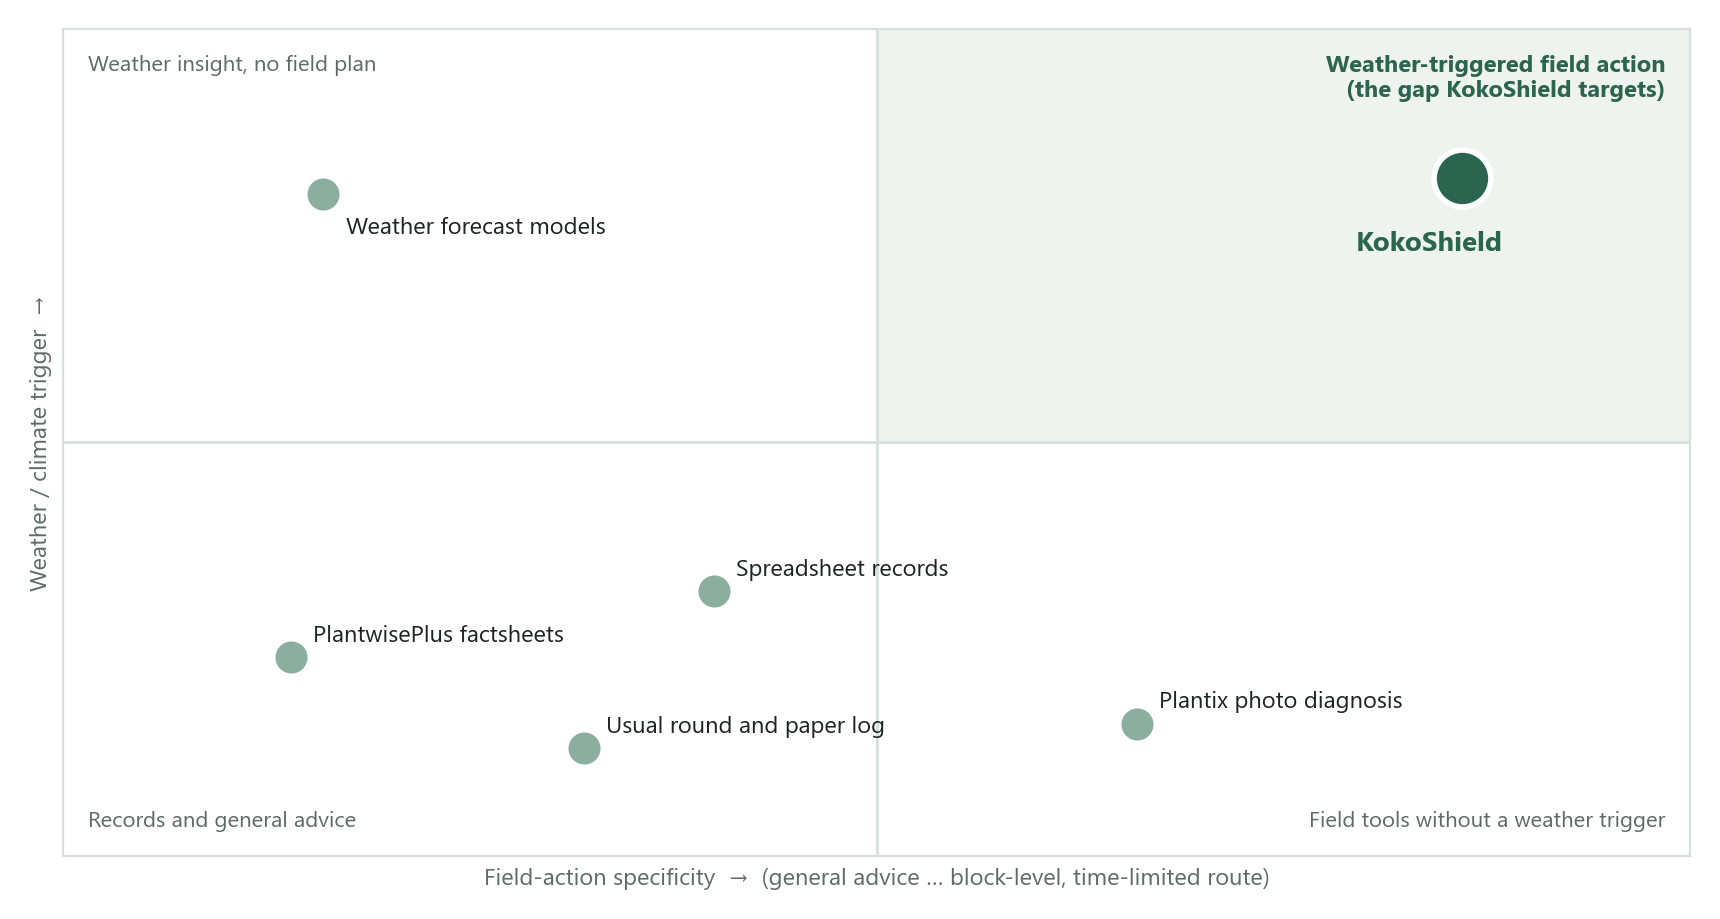 Weather insight, no field plan
Weather-triggered field action
(the gap KokoShield targets)
Weather forecast models
KokoShield
Weather / climate trigger →
Spreadsheet records
PlantwisePlus factsheets
Plantix photo diagnosis
Usual round and paper log
Records and general advice
Field tools without a weather trigger
Field-action specificity → (general advice ... block-level, time-limited route)